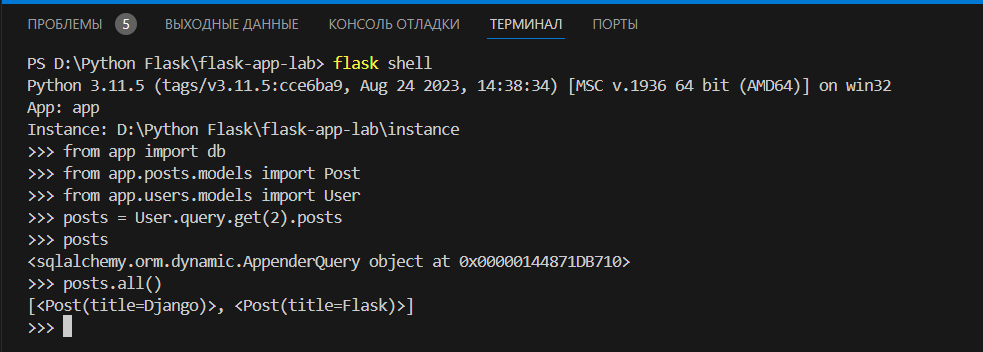 ПРОБЛЕМЫ 5 ВЫХОДНЫЕ ДАННЫЕ КОНСОЛЬ ОТЛАДКИ ТЕРМИНАЛ ПОРТЫ
PS D:\Python Flask\flask-app-lab> flask shell
Python 3.11.5 (tags/v3.11.5:cce6ba9, Aug 24 2023, 14:38:34) [MSC v.1936 64 bit (AMD64)] on win32
App: app
Instance: D:\Python Flask\flask-app-lab\instance
>>> from app import db
>>> from app.posts.models import Post
>>> from app.users.models import User
>>> posts = User.query.get(2).posts
>>> posts
<sqlalchemy.orm.dynamic.AppenderQuery object at 0x00000144871DB710>
>>> posts.all()
[<Post(title=Django)>, <Post(title=Flask)>]
>>>